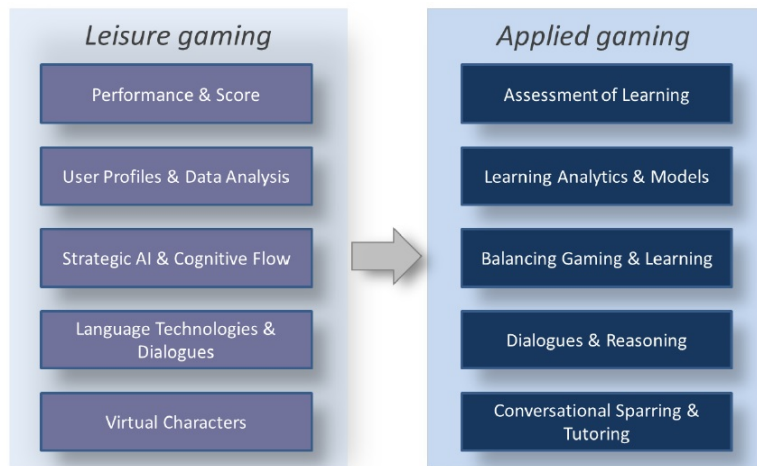 Leisure gaming
Performance & Score
User Profiles & Data Analysis
Strategic AI & Cognitive Flow
Language Technologies &
Dialogues
Virtual Characters
Applied gaming
Assessment of Learning
Learning Analytics & Models
Balancing Gaming & Learning
Dialogues & Reasoning
Conversational Sparring &
Tutoring